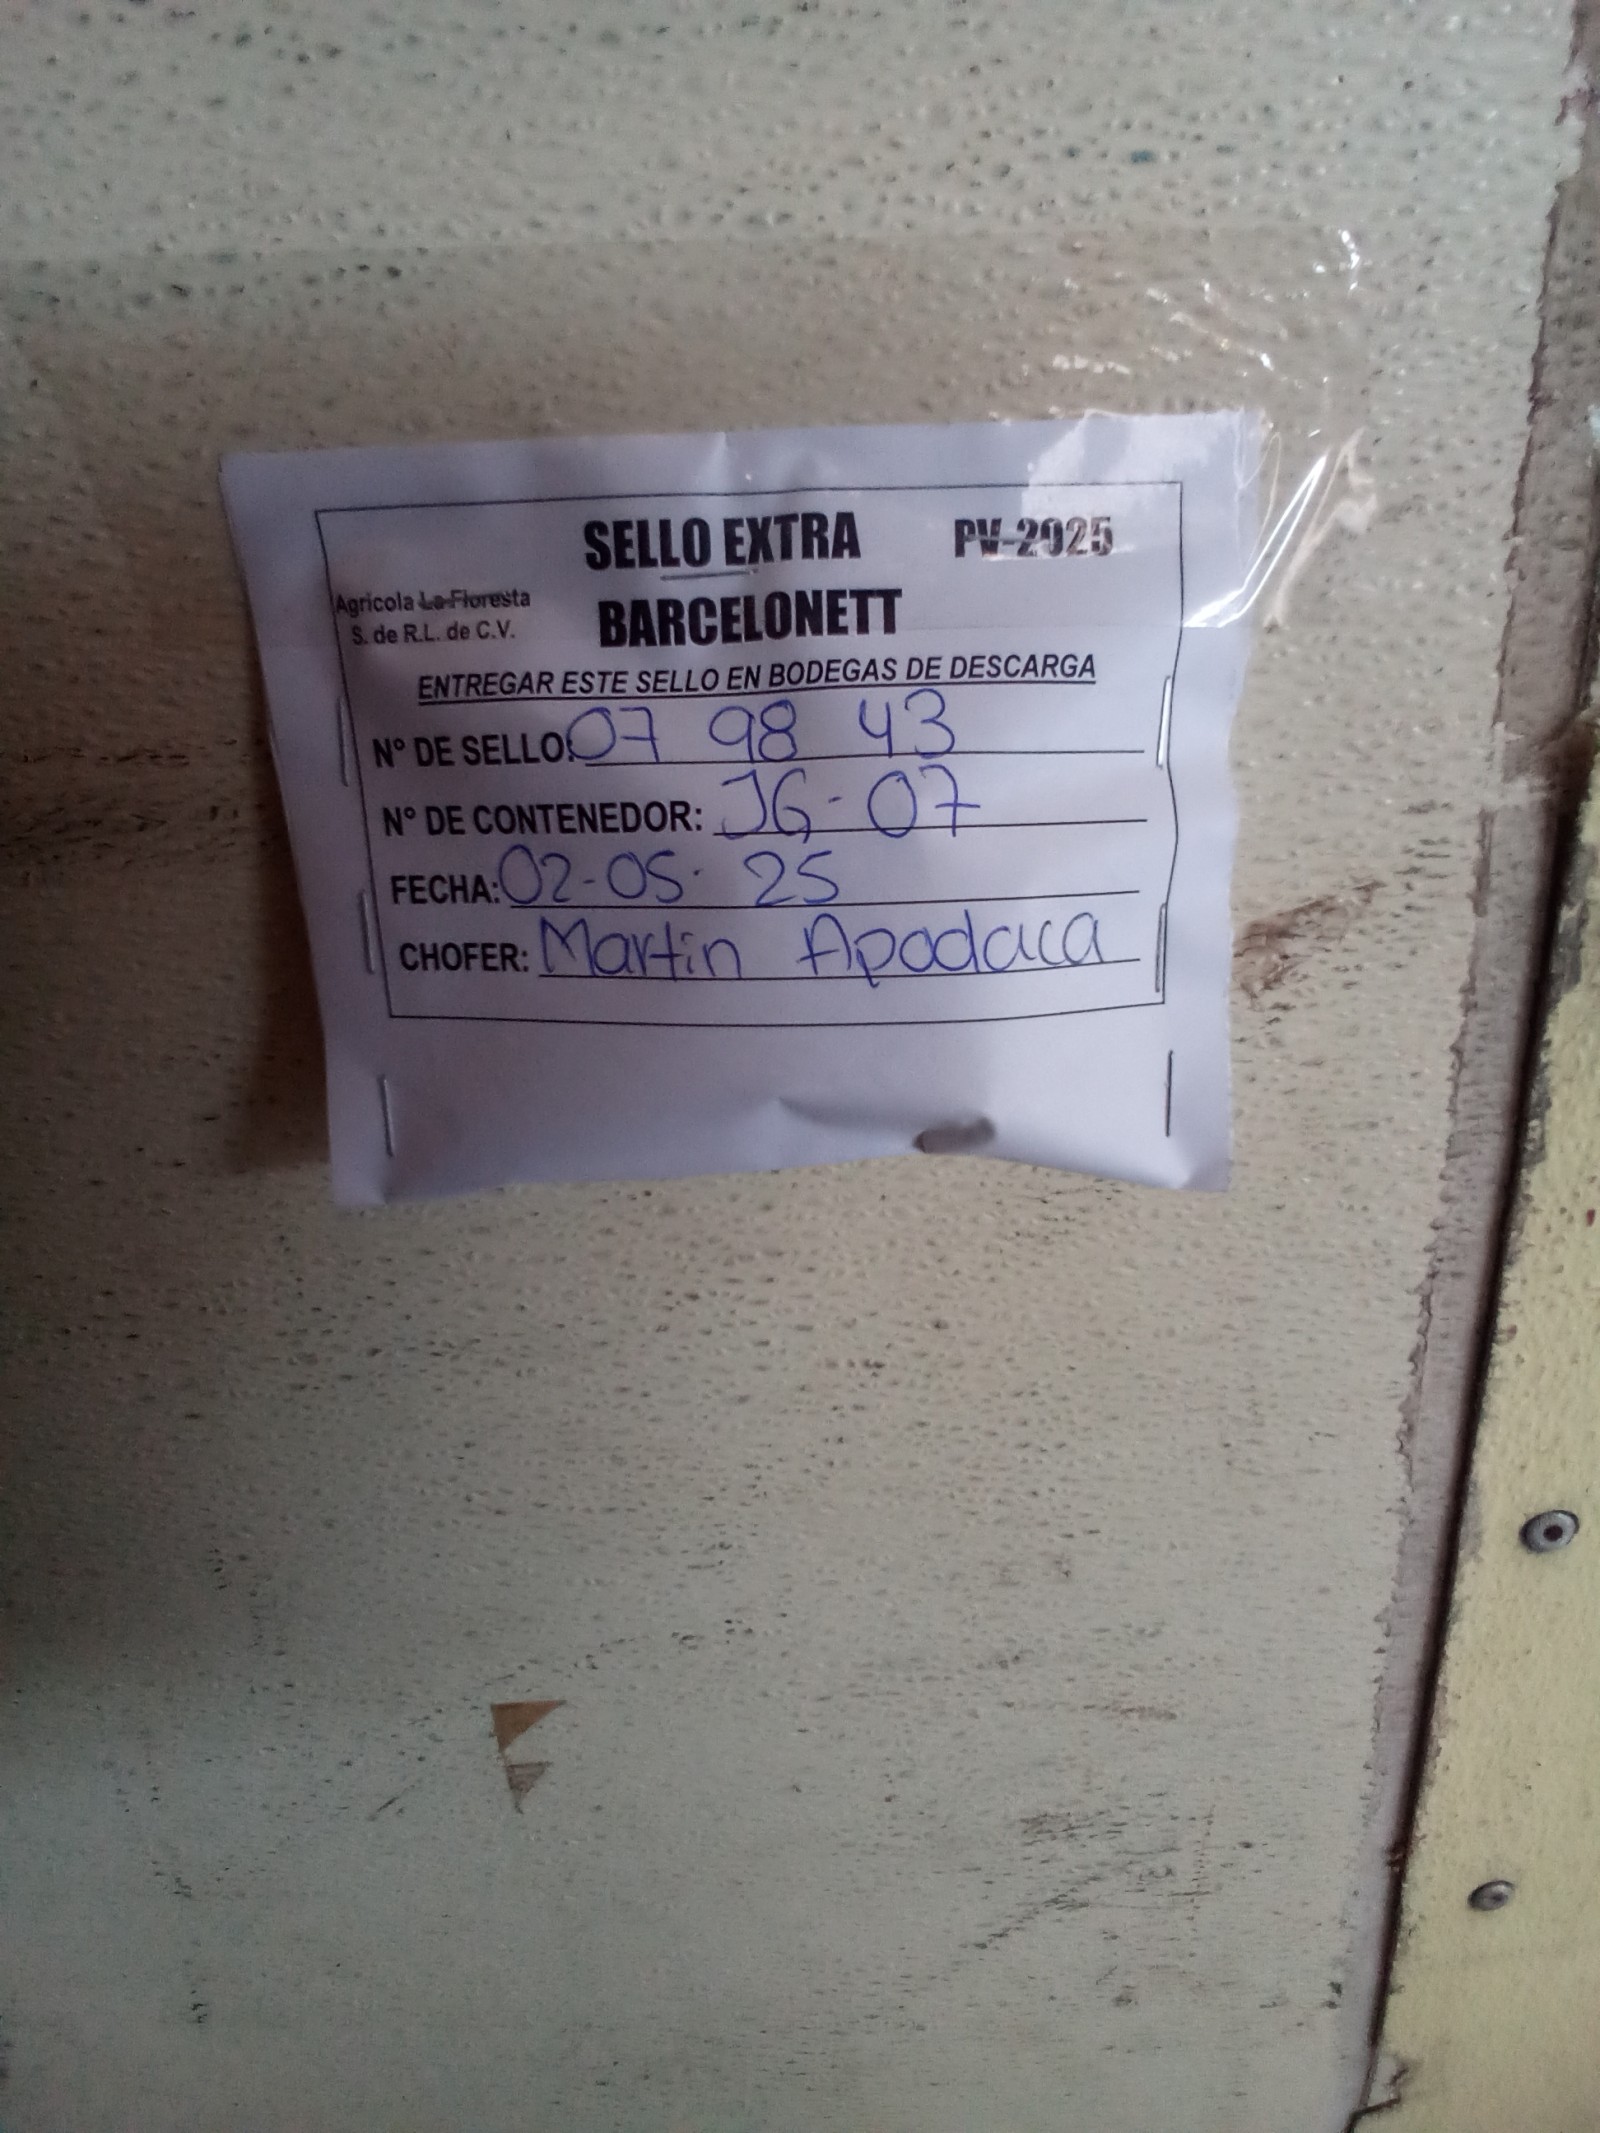 SELLO EXTRA PV-2025
BARCELONETT
Agricola La Floresta
S. de R.L. de C.V.
ENTREGAR ESTE SELLO EN BODEGAS DE DESCARGA
N° DE SELLO: 07 98 43
N° DE CONTENEDOR: JG-07
FECHA: 02-05-25
CHOFER: Martin Apodaca